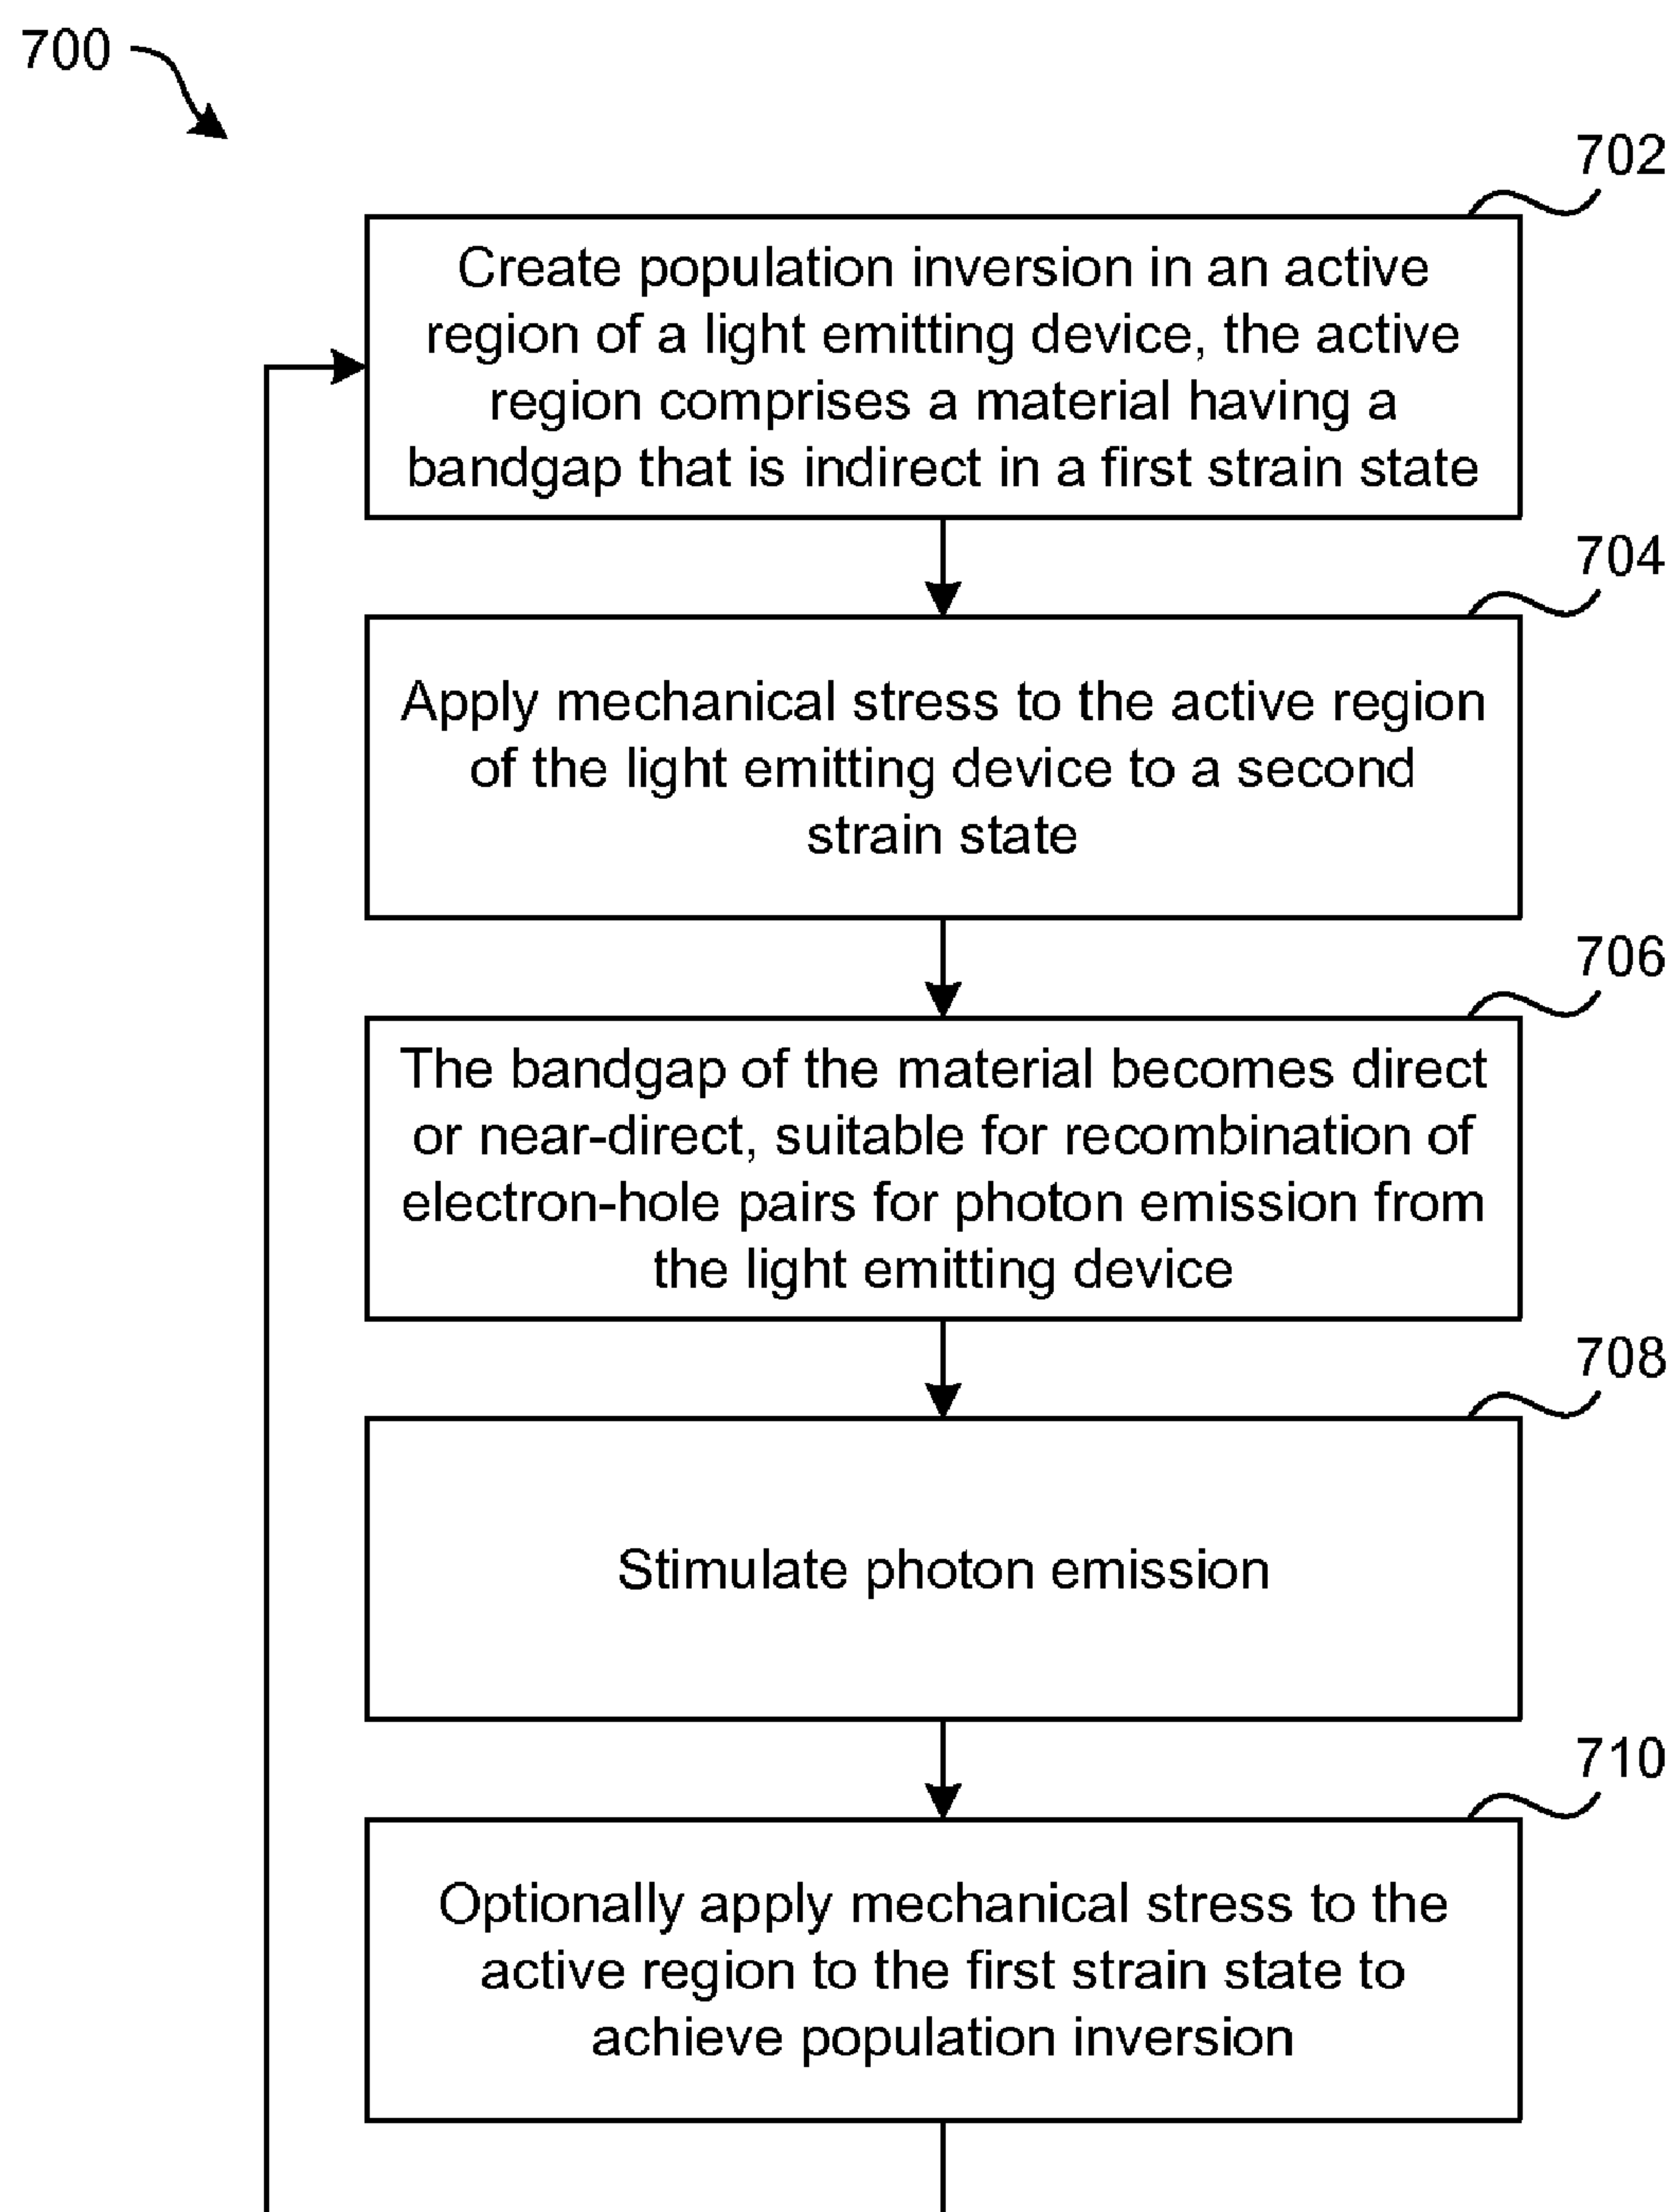 700
702
Create population inversion in an active
region of a light emitting device, the active
region comprises a material having a
bandgap that is indirect in a first strain state
704
Apply mechanical stress to the active region
of the light emitting device to a second
strain state
706
The bandgap of the material becomes direct
or near-direct, suitable for recombination of
electron-hole pairs for photon emission from
the light emitting device
708
Stimulate photon emission
710
Optionally apply mechanical stress to the
active region to the first strain state to
achieve population inversion